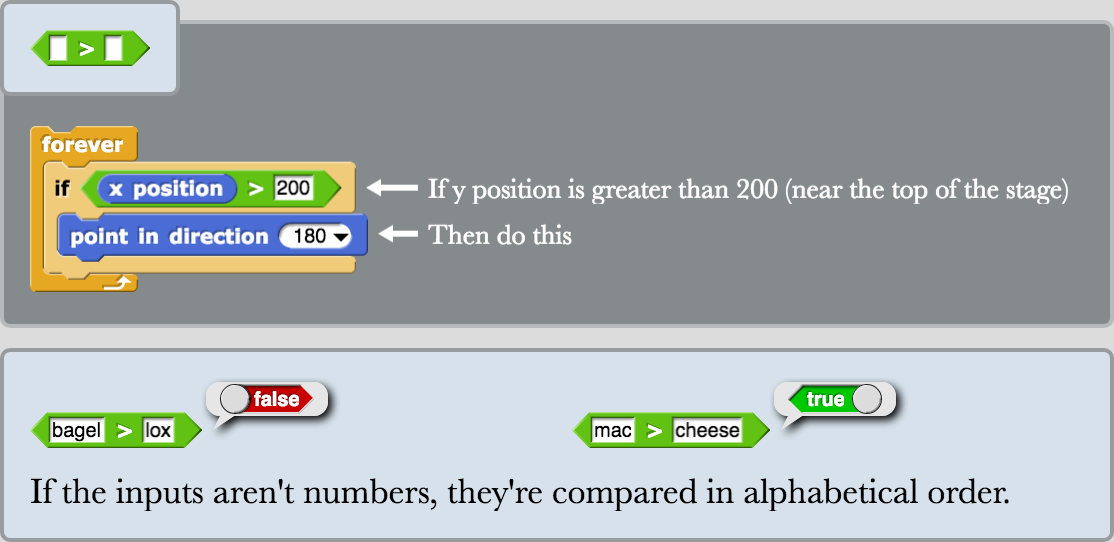 >
forever
if x position > 200 If y position is greater than 200 (near the top of the stage)
point in direction 180 Then do this
false true
bagel > lox mac > cheese
If the inputs aren't numbers, they're compared in alphabetical order.